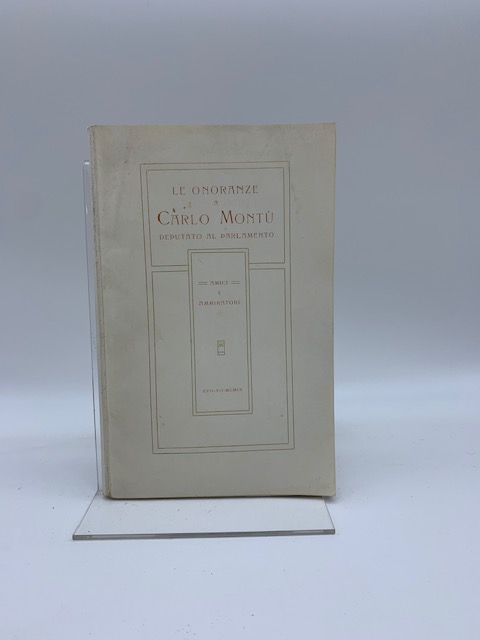 LE ONORANZE
A
CARLO MONTÙ
DEPUTATO AL PARLAMENTO
AMICI
E
AMMIRATORI